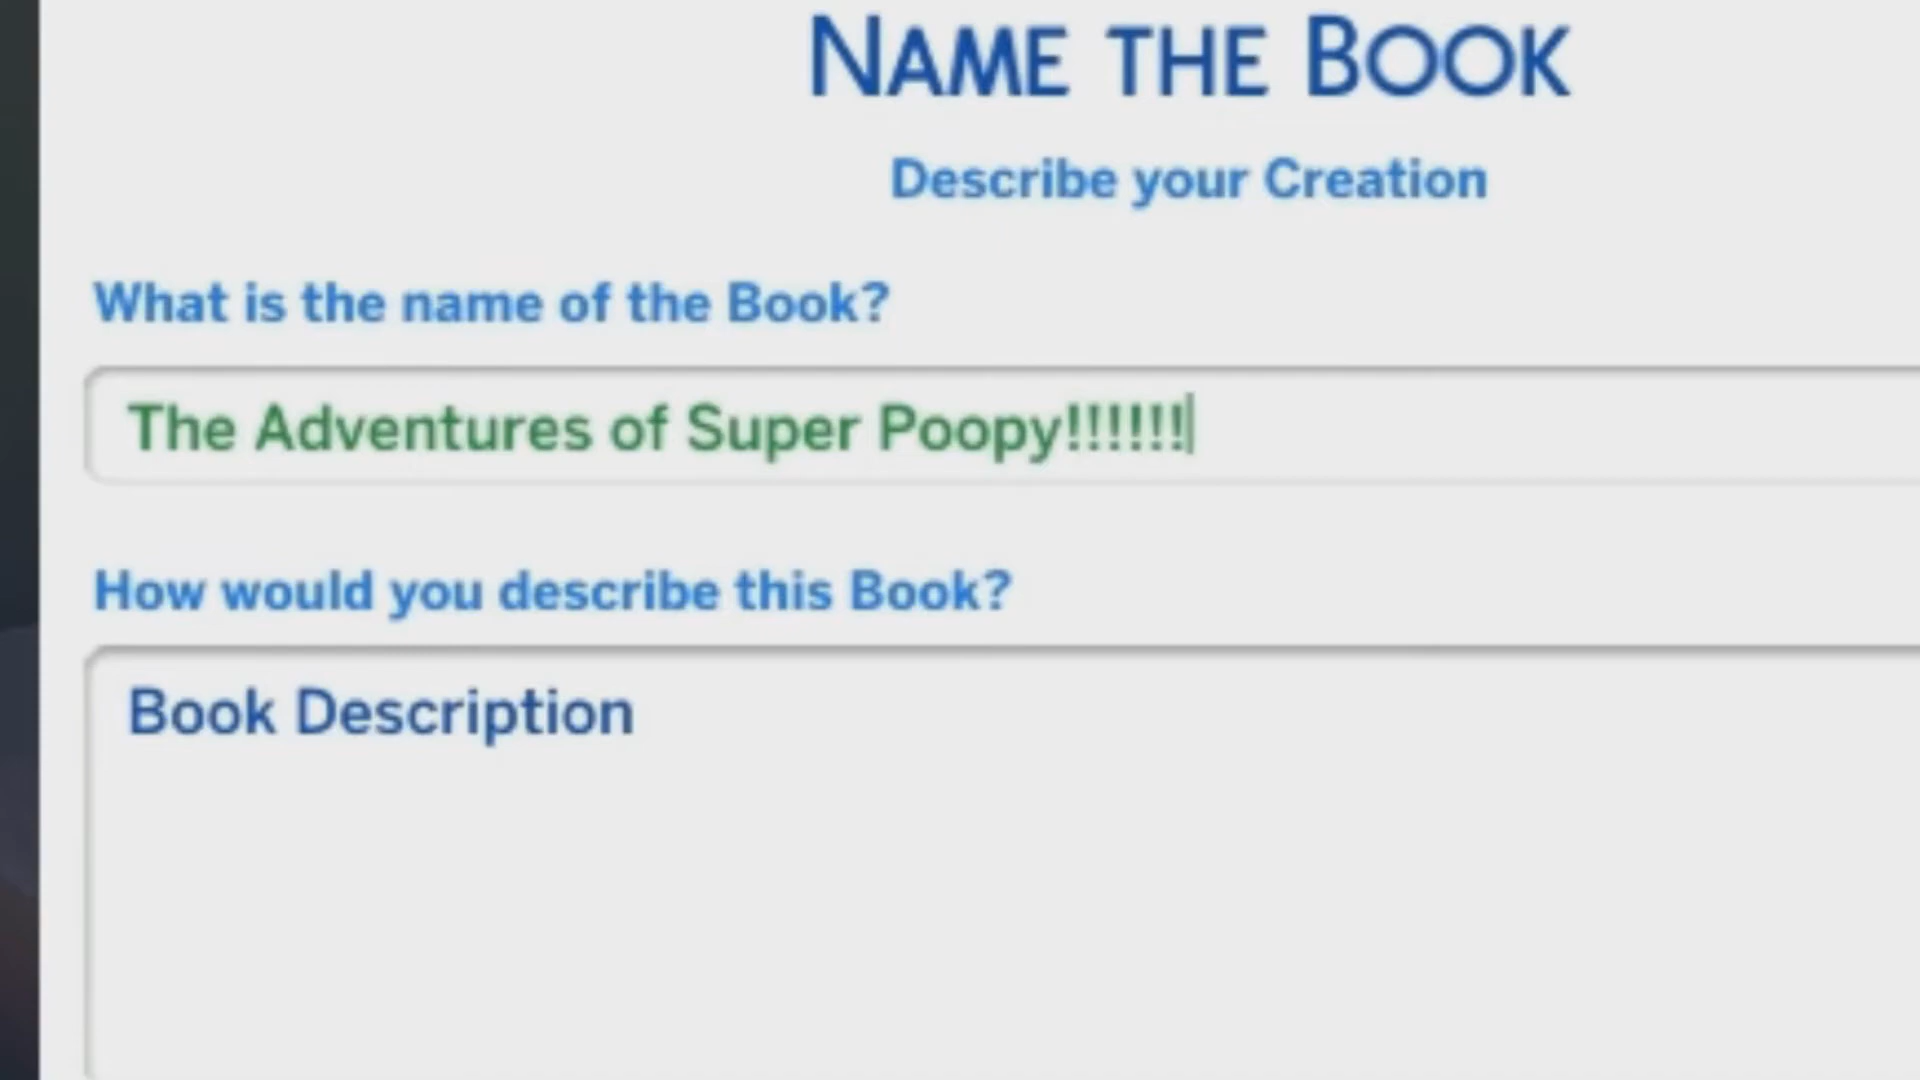 NAME THE BOOK
Describe your Creation
What is the name of the Book?
The Adventures of Super Poopy!!!!!!
How would you describe this Book?
Book Description